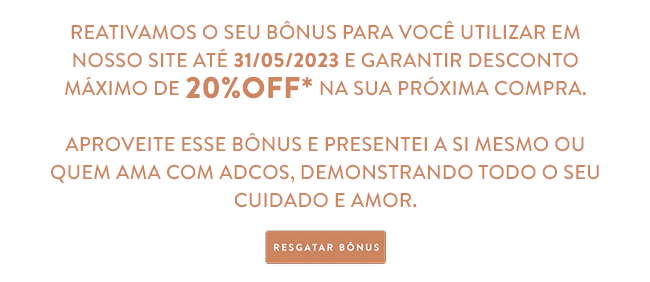 REATIVAMOS O SEU BÔNUS PARA VOCÊ UTILIZAR EM
NOSSO SITE ATÉ 31/05/2023 E GARANTIR DESCONTO
MÁXIMO DE 20%OFF* NA SUA PRÓXIMA COMPRA.
APROVEITE ESSE BÔNUS E PRESENTEI A SI MESMO OU
QUEM AMA COM ADCOS, DEMONSTRANDO TODO O SEU
CUIDADO E AMOR.
RESGATAR BÔNUS